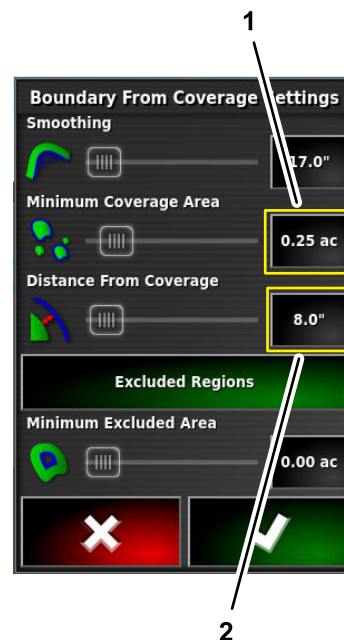 1
Boundary From Coverage Settings
Smoothing
17.0"
Minimum Coverage Area
0.25 ac
Distance From Coverage
8.0"
Excluded Regions
Minimum Excluded Area
0.00 ac
2